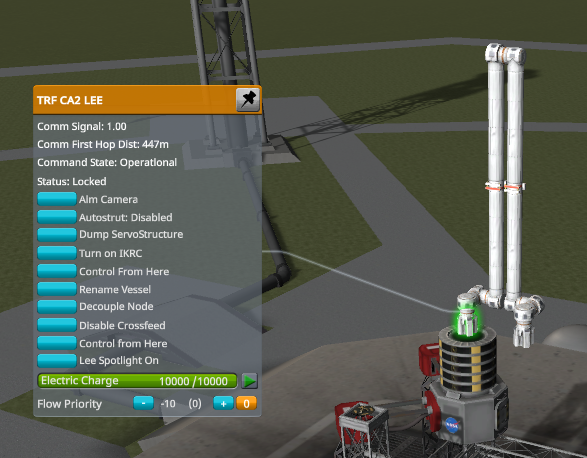 TRF CA2 LEE
Comm Signal: 1.00
Comm First Hop Dist: 447m
Command State: Operational
Status: Locked
Aim Camera
Autostrut: Disabled
Dump ServoStructure
Turn on IKRC
Control From Here
Rename Vessel
Decouple Node
Disable Crossfeed
Control from Here
Lee Spotlight On
Electric Charge 10000 /10000
Flow Priority - -10 (0) + 0
NASA